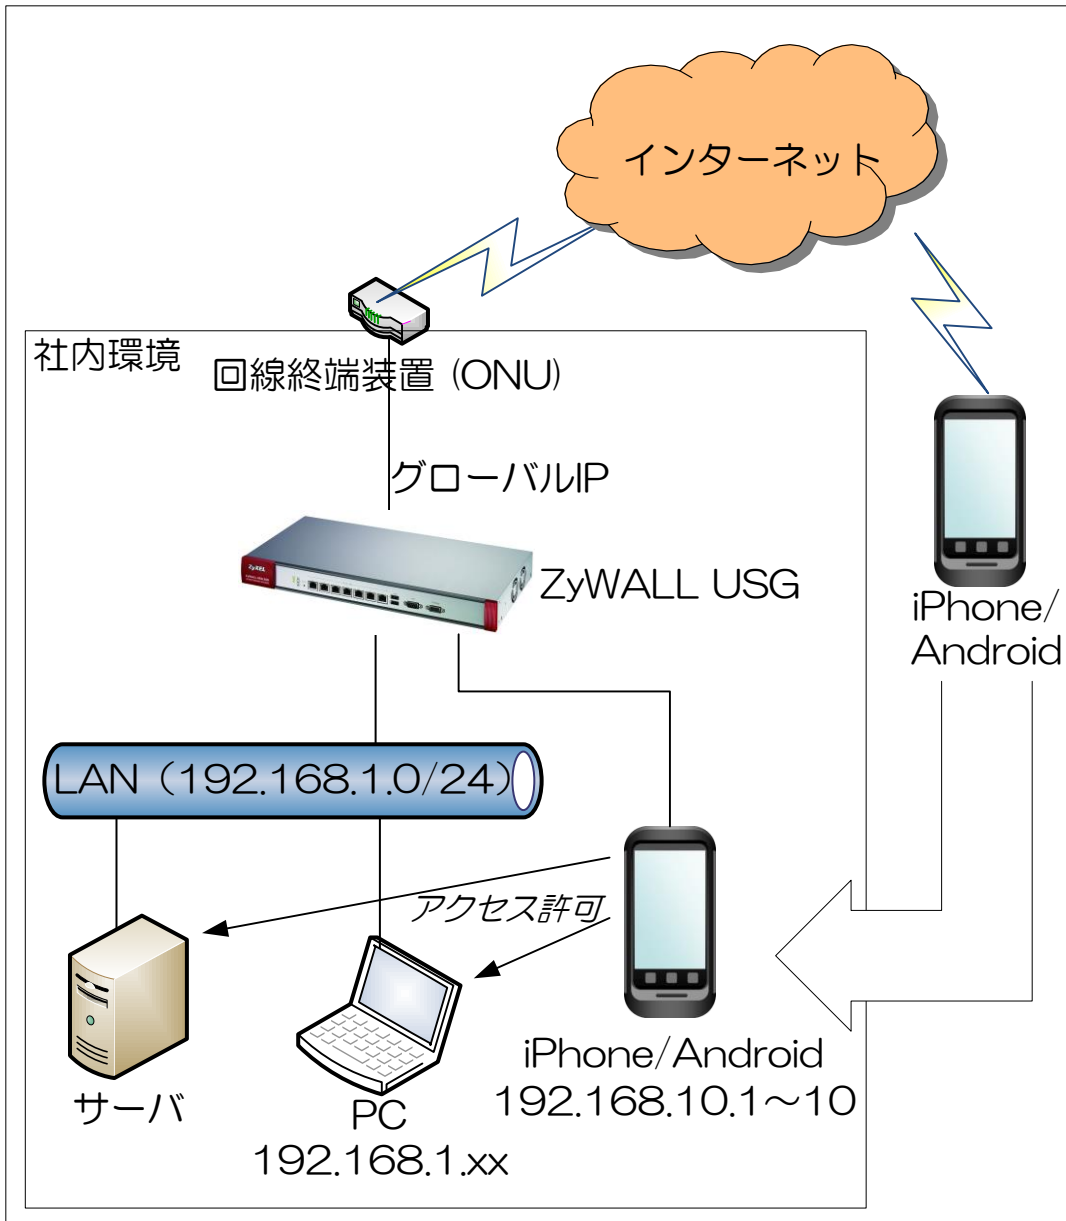 インターネット
社内環境
回線終端装置 (ONU)
グローバルIP
ZyXEL
ZyWALL USG
iPhone/
Android
LAN（192.168.1.0/24）
アクセス許可
サーバ
PC
192.168.1.xx
iPhone/Android
192.168.10.1～10